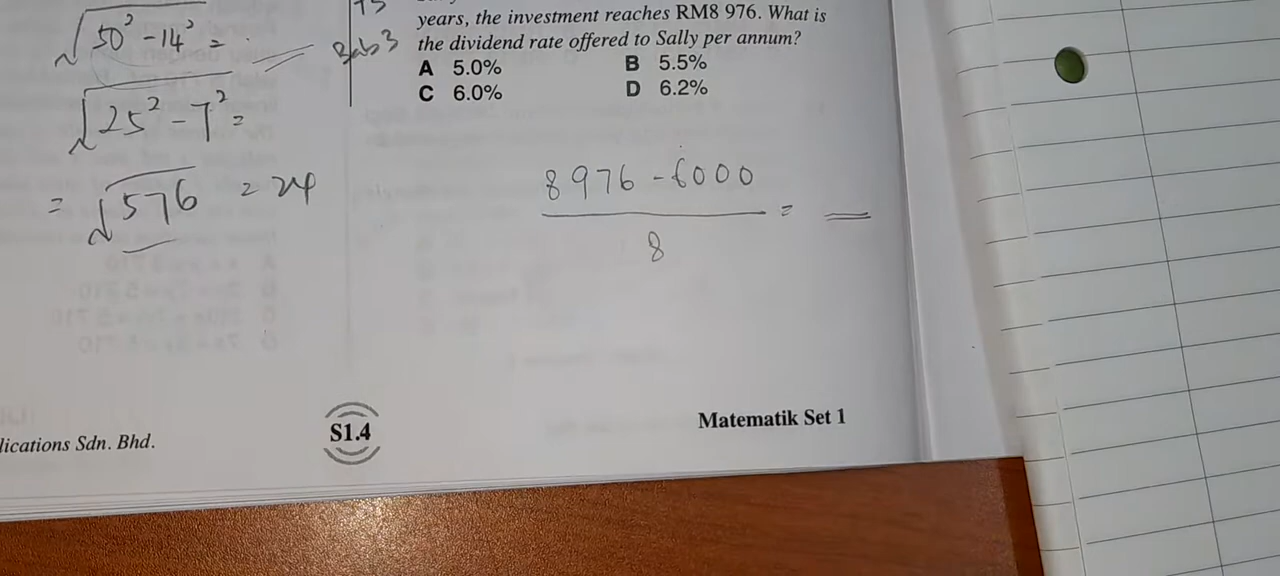 √50² - 14² =
√25² - 7² =
= √576 = 24
Bab 3
years, the investment reaches RM8 976. What is
the dividend rate offered to Sally per annum?
A 5.0% B 5.5%
C 6.0% D 6.2%
8976 - 6000
8
=
lications Sdn. Bhd.
S1.4
Matematik Set 1